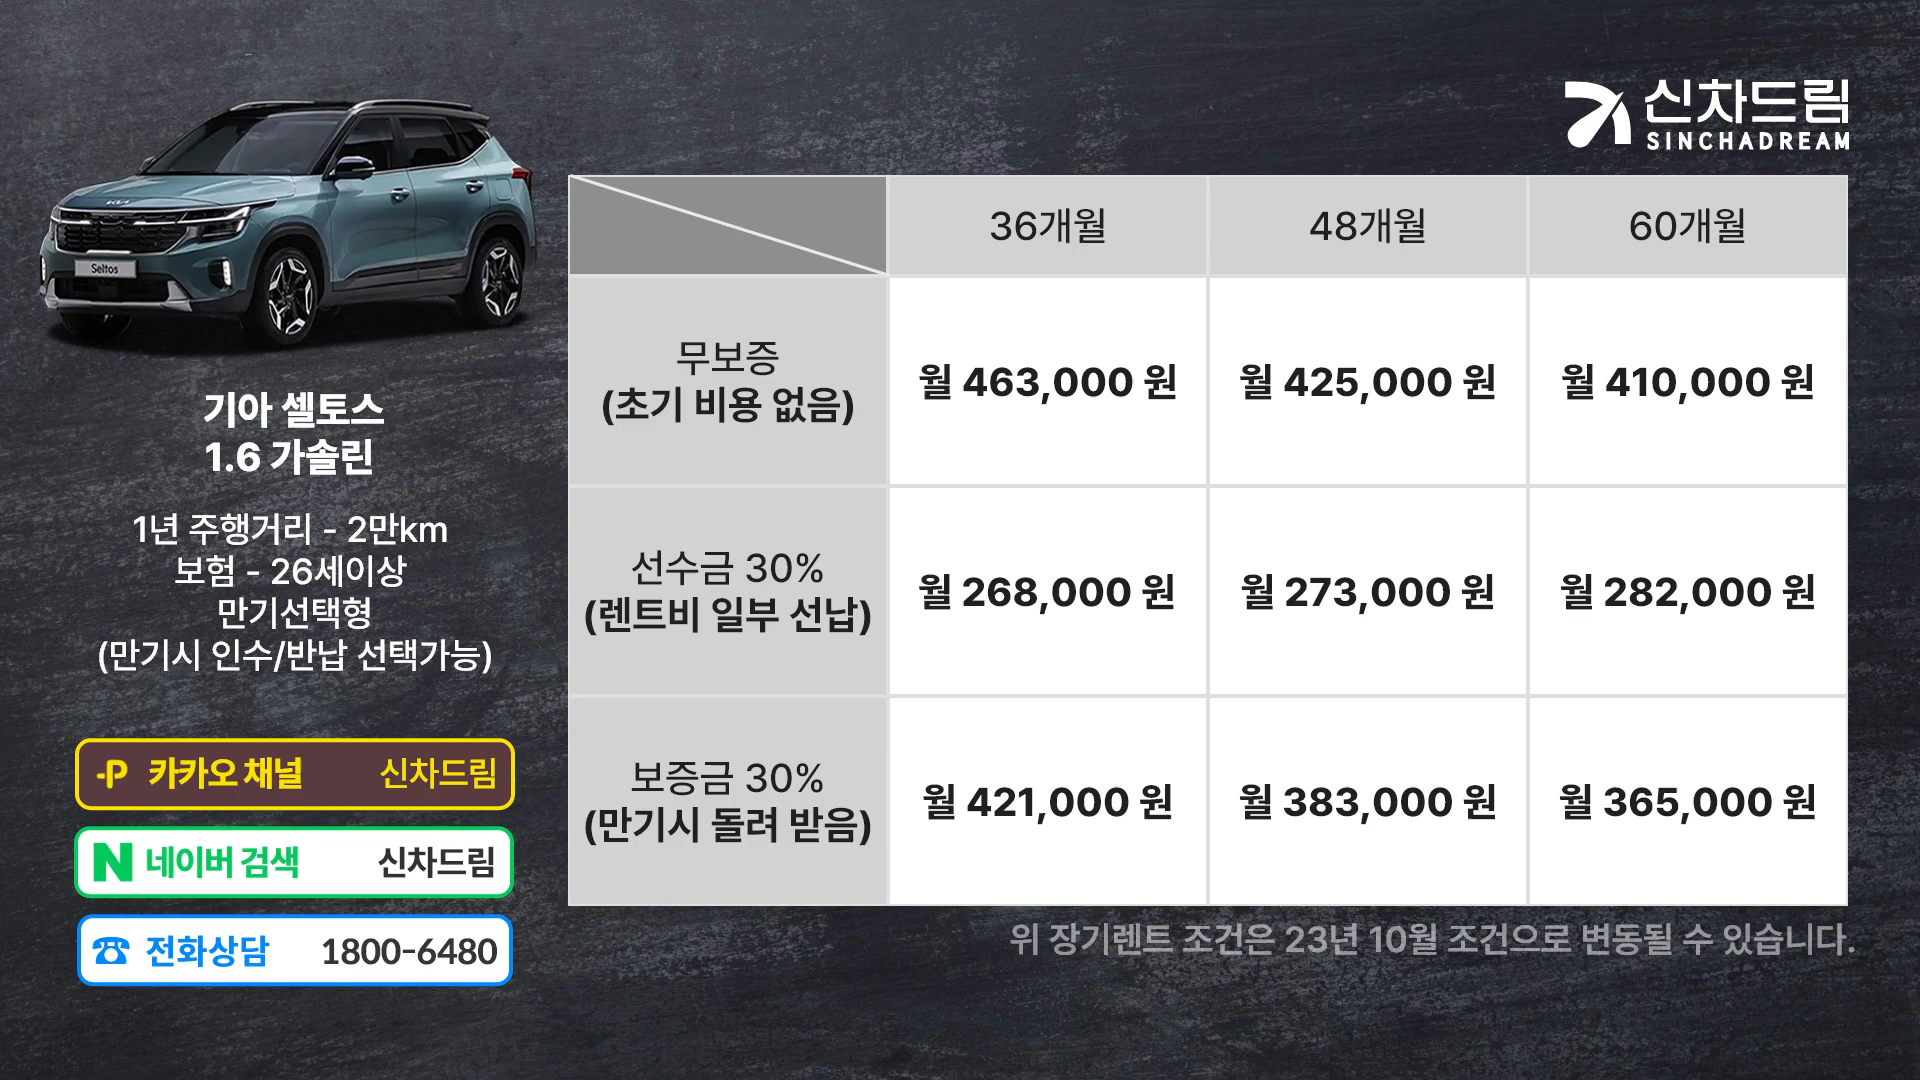 신차드림
SINCHADREAM
Seltos
기아 셀토스
1.6 가솔린
1년 주행거리 - 2만km
보험 - 26세이상
만기선택형
(만기시 인수/반납 선택가능)
카카오 채널 신차드림
N 네이버 검색 신차드림
전화상담 1800-6480
36개월 48개월 60개월
무보증
(초기 비용 없음)
월 463,000 원 월 425,000 원 월 410,000 원
선수금 30%
(렌트비 일부 선납)
월 268,000 원 월 273,000 원 월 282,000 원
보증금 30%
(만기시 돌려 받음)
월 421,000 원 월 383,000 원 월 365,000 원
위 장기렌트 조건은 23년 10월 조건으로 변동될 수 있습니다.